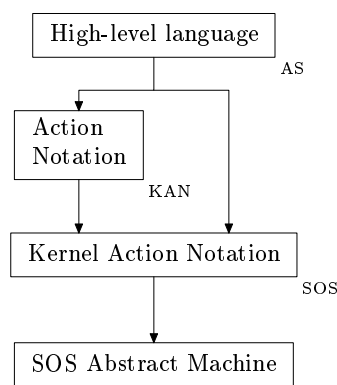 High-level language
AS
Action
Notation
KAN
Kernel Action Notation
SOS
SOS Abstract Machine